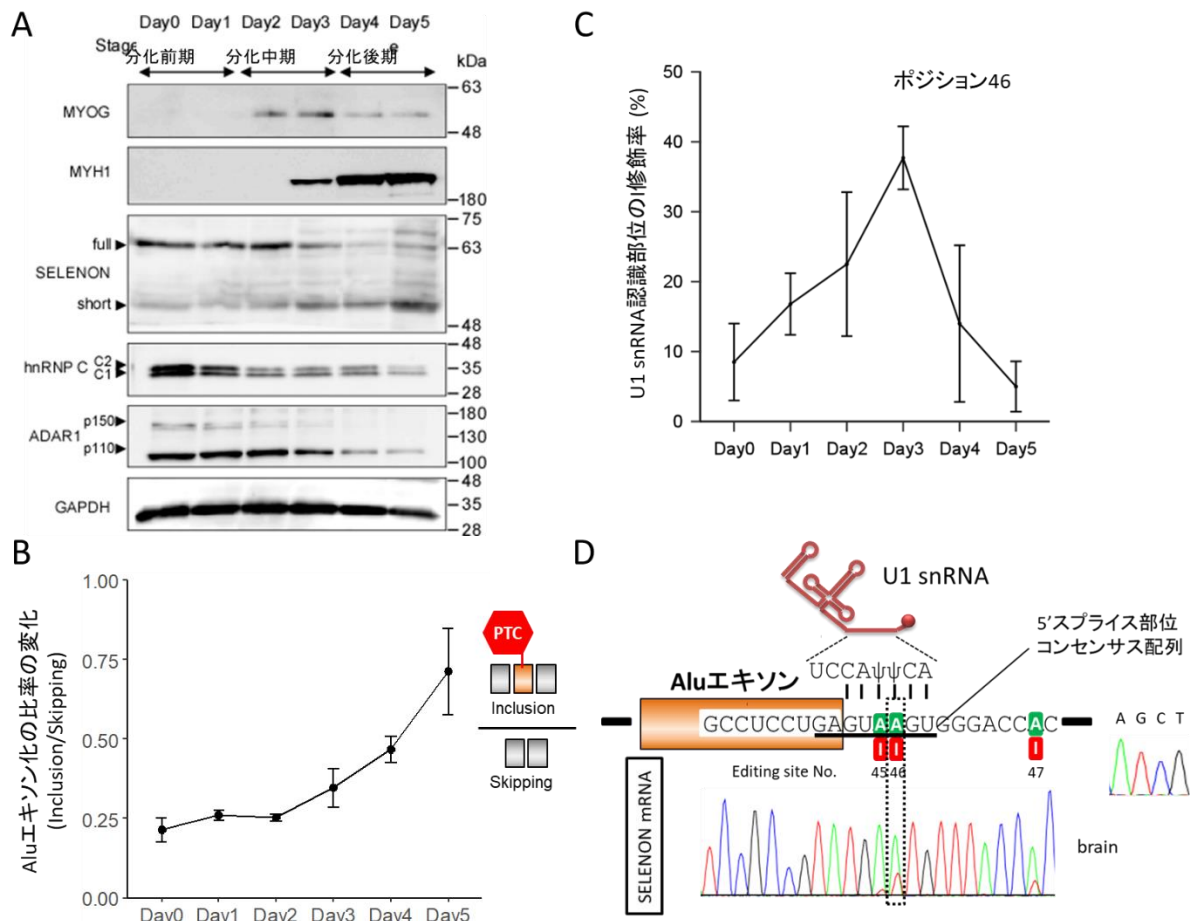 A
Day0 Day1 Day2 Day3 Day4 Day5
Stage
分化前期 分化中期 分化後期
kDa
MYOG
63
48
MYH1
180
SELENON
full
short
75
63
48
hnRNP C
C2
C1
48
35
28
ADAR1
p150
p110
180
130
100
GAPDH
48
35
28
B
Aluエキソン化の比率の変化
(Inclusion/Skipping)
1.00
0.75
0.50
0.25
0.00
Day0 Day1 Day2 Day3 Day4 Day5
PTC
Inclusion
Skipping
C
ポジション46
U1 snRNA認識部位のI修飾率 (%)
50
40
30
20
10
0
Day0 Day1 Day2 Day3 Day4 Day5
D
U1 snRNA
5’スプライス部位
コンセンサス配列
UCCAψψCA
Aluエキソン
GCCUCCUGAGUAAGUGGGACCAC
I I I
Editing site No. 45 46 47
A G C T
SELENON mRNA
brain